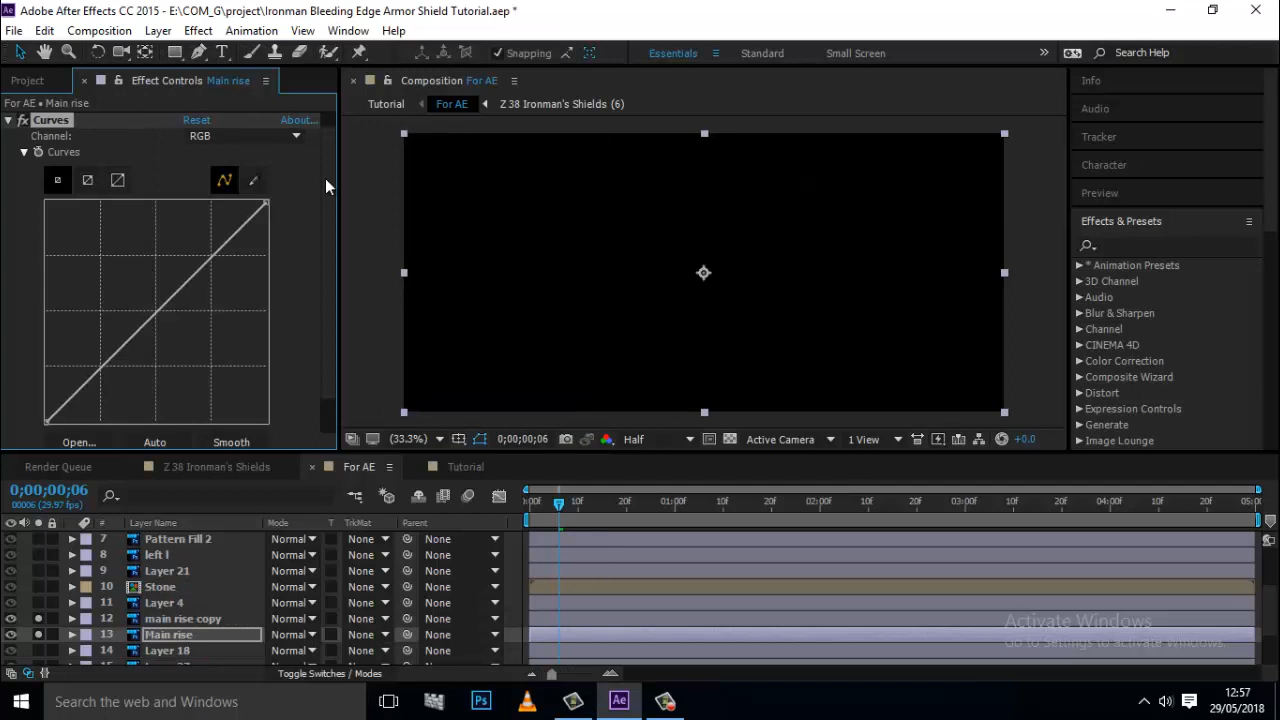 Adobe After Effects CC 2015 - E:\COM_G\project\Ironman Bleeding Edge Armor Shield Tutorial.aep *
File Edit Composition Layer Effect Animation View Window Help
Snapping Essentials Standard Small Screen Search Help
Project Effect Controls Main rise Composition For AE Info
For AE • Main rise Tutorial For AE Z 38 Ironman's Shields (6) Audio
fx Curves Reset About...
Channel: RGB Tracker
Curves Character
Preview
Effects & Presets
* Animation Presets
3D Channel
Audio
Blur & Sharpen
Channel
CINEMA 4D
Color Correction
Composite Wizard
Distort
Expression Controls
Generate
Image Lounge
Open... Auto Smooth (33.3%) 0;00;00;06 Half Active Camera 1 View +0.0
Render Queue Z 38 Ironman's Shields For AE Tutorial
0;00;00;06
00006 (29.97 fps)
0:00f 10f 20f 01:00f 10f 20f 02:00f 10f 20f 03:00f 10f 20f 04:00f 10f 20f 05:0
# Layer Name Mode T TrkMat Parent
7 Pattern Fill 2 Normal None None
8 left l Normal None None
9 Layer 21 Normal None None
10 Stone Normal None None
11 Layer 4 Normal None None
12 main rise copy Normal None None
13 Main rise Normal None None
14 Layer 18 Normal None None
Activate Windows
Go to Settings to activate Windows.
Toggle Switches / Modes
Search the web and Windows
Ps Ae
12:57
29/05/2018